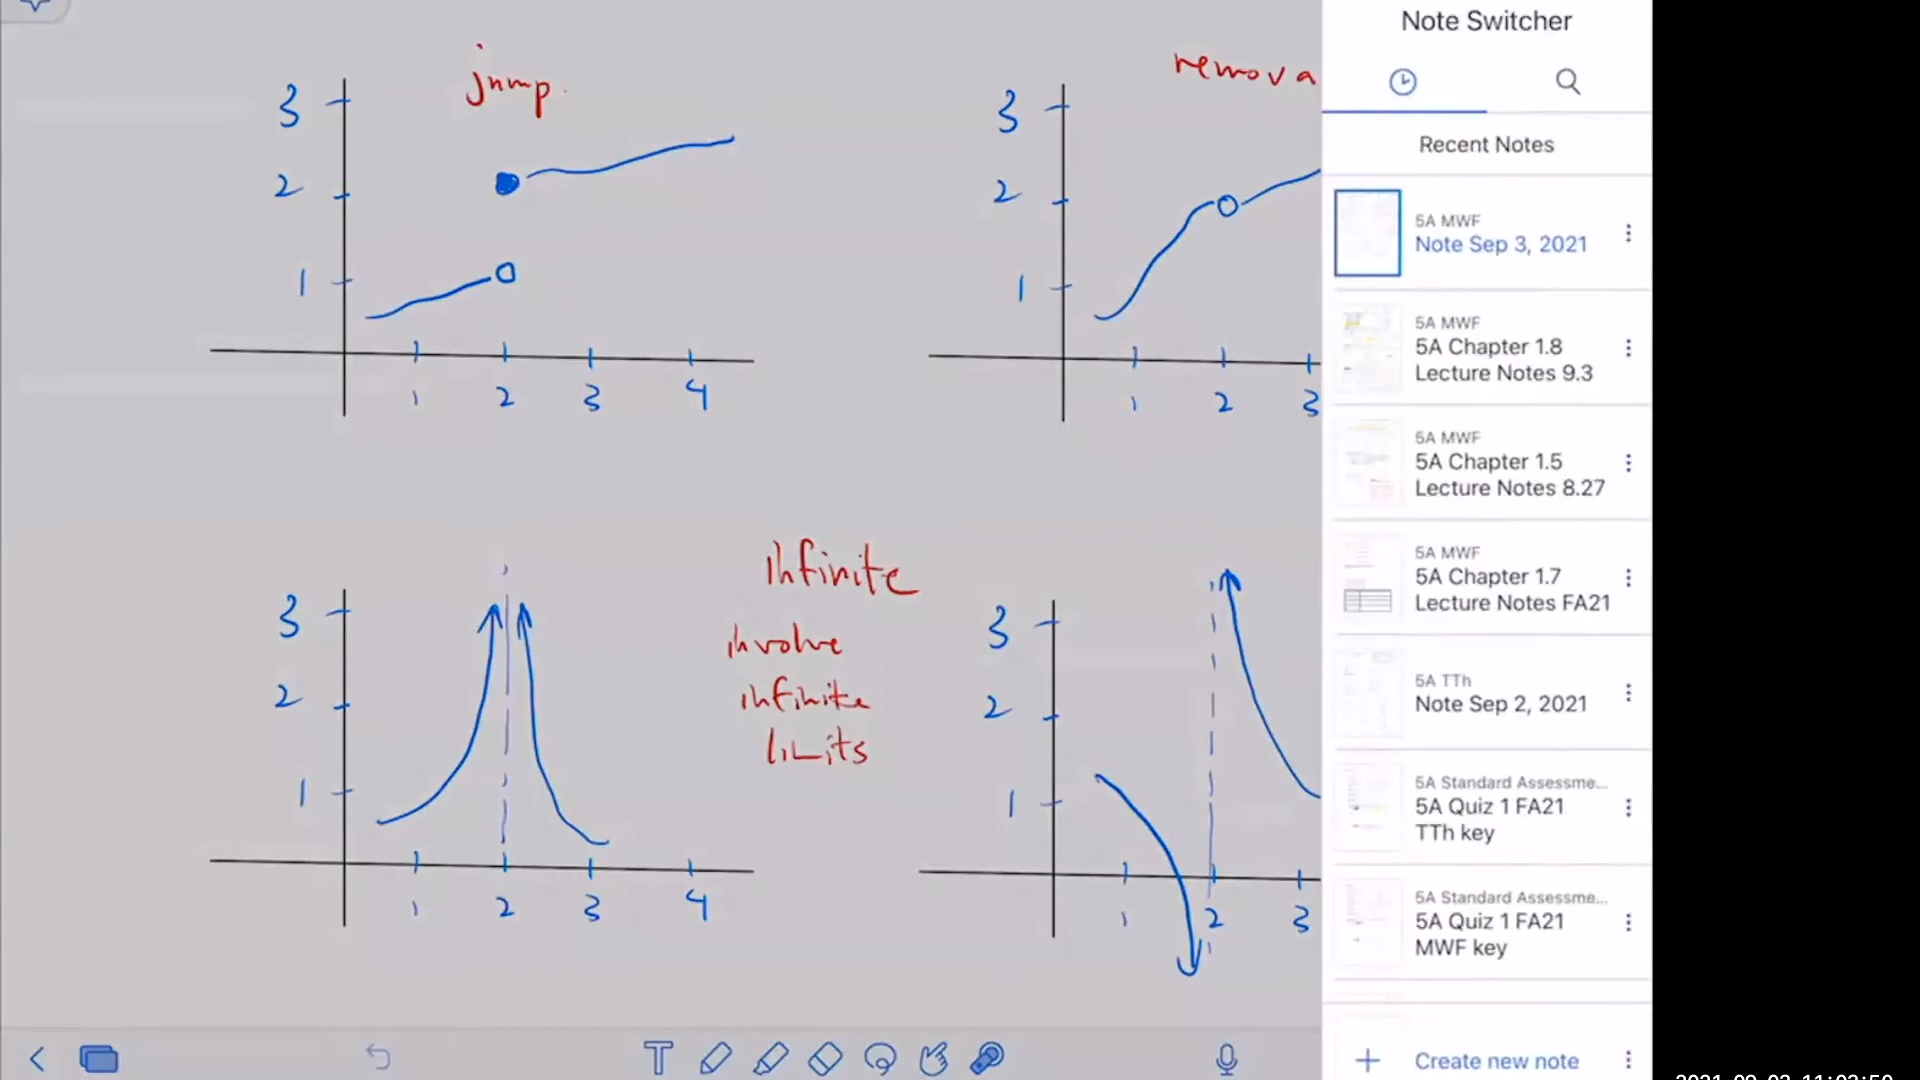 jump.
3
2
1
1 2 3 4
remova
3
2
1
1 2 3
Infinite
involve
infinite
limits
3
2
1
1 2 3 4
3
2
1
1 2 3
Note Switcher
Recent Notes
5A MWF
Note Sep 3, 2021
5A MWF
5A Chapter 1.8
Lecture Notes 9.3
5A MWF
5A Chapter 1.5
Lecture Notes 8.27
5A MWF
5A Chapter 1.7
Lecture Notes FA21
5A TTh
Note Sep 2, 2021
5A Standard Assessme...
5A Quiz 1 FA21
TTh key
5A Standard Assessme...
5A Quiz 1 FA21
MWF key
T
Create new note